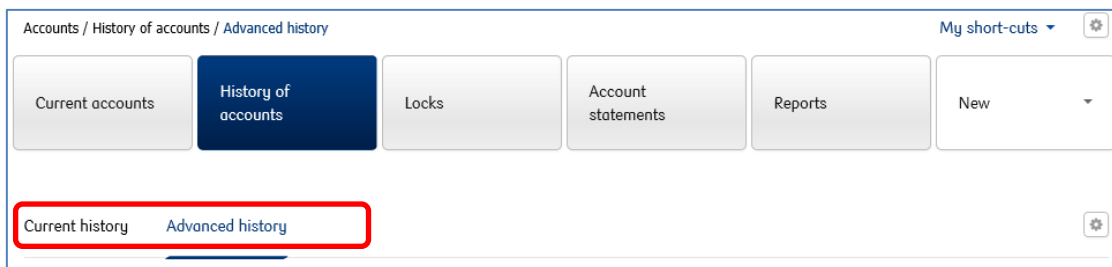 Accounts / History of accounts / Advanced history
My short-cuts
Current accounts
History of
accounts
Locks
Account
statements
Reports
New
Current history
Advanced history